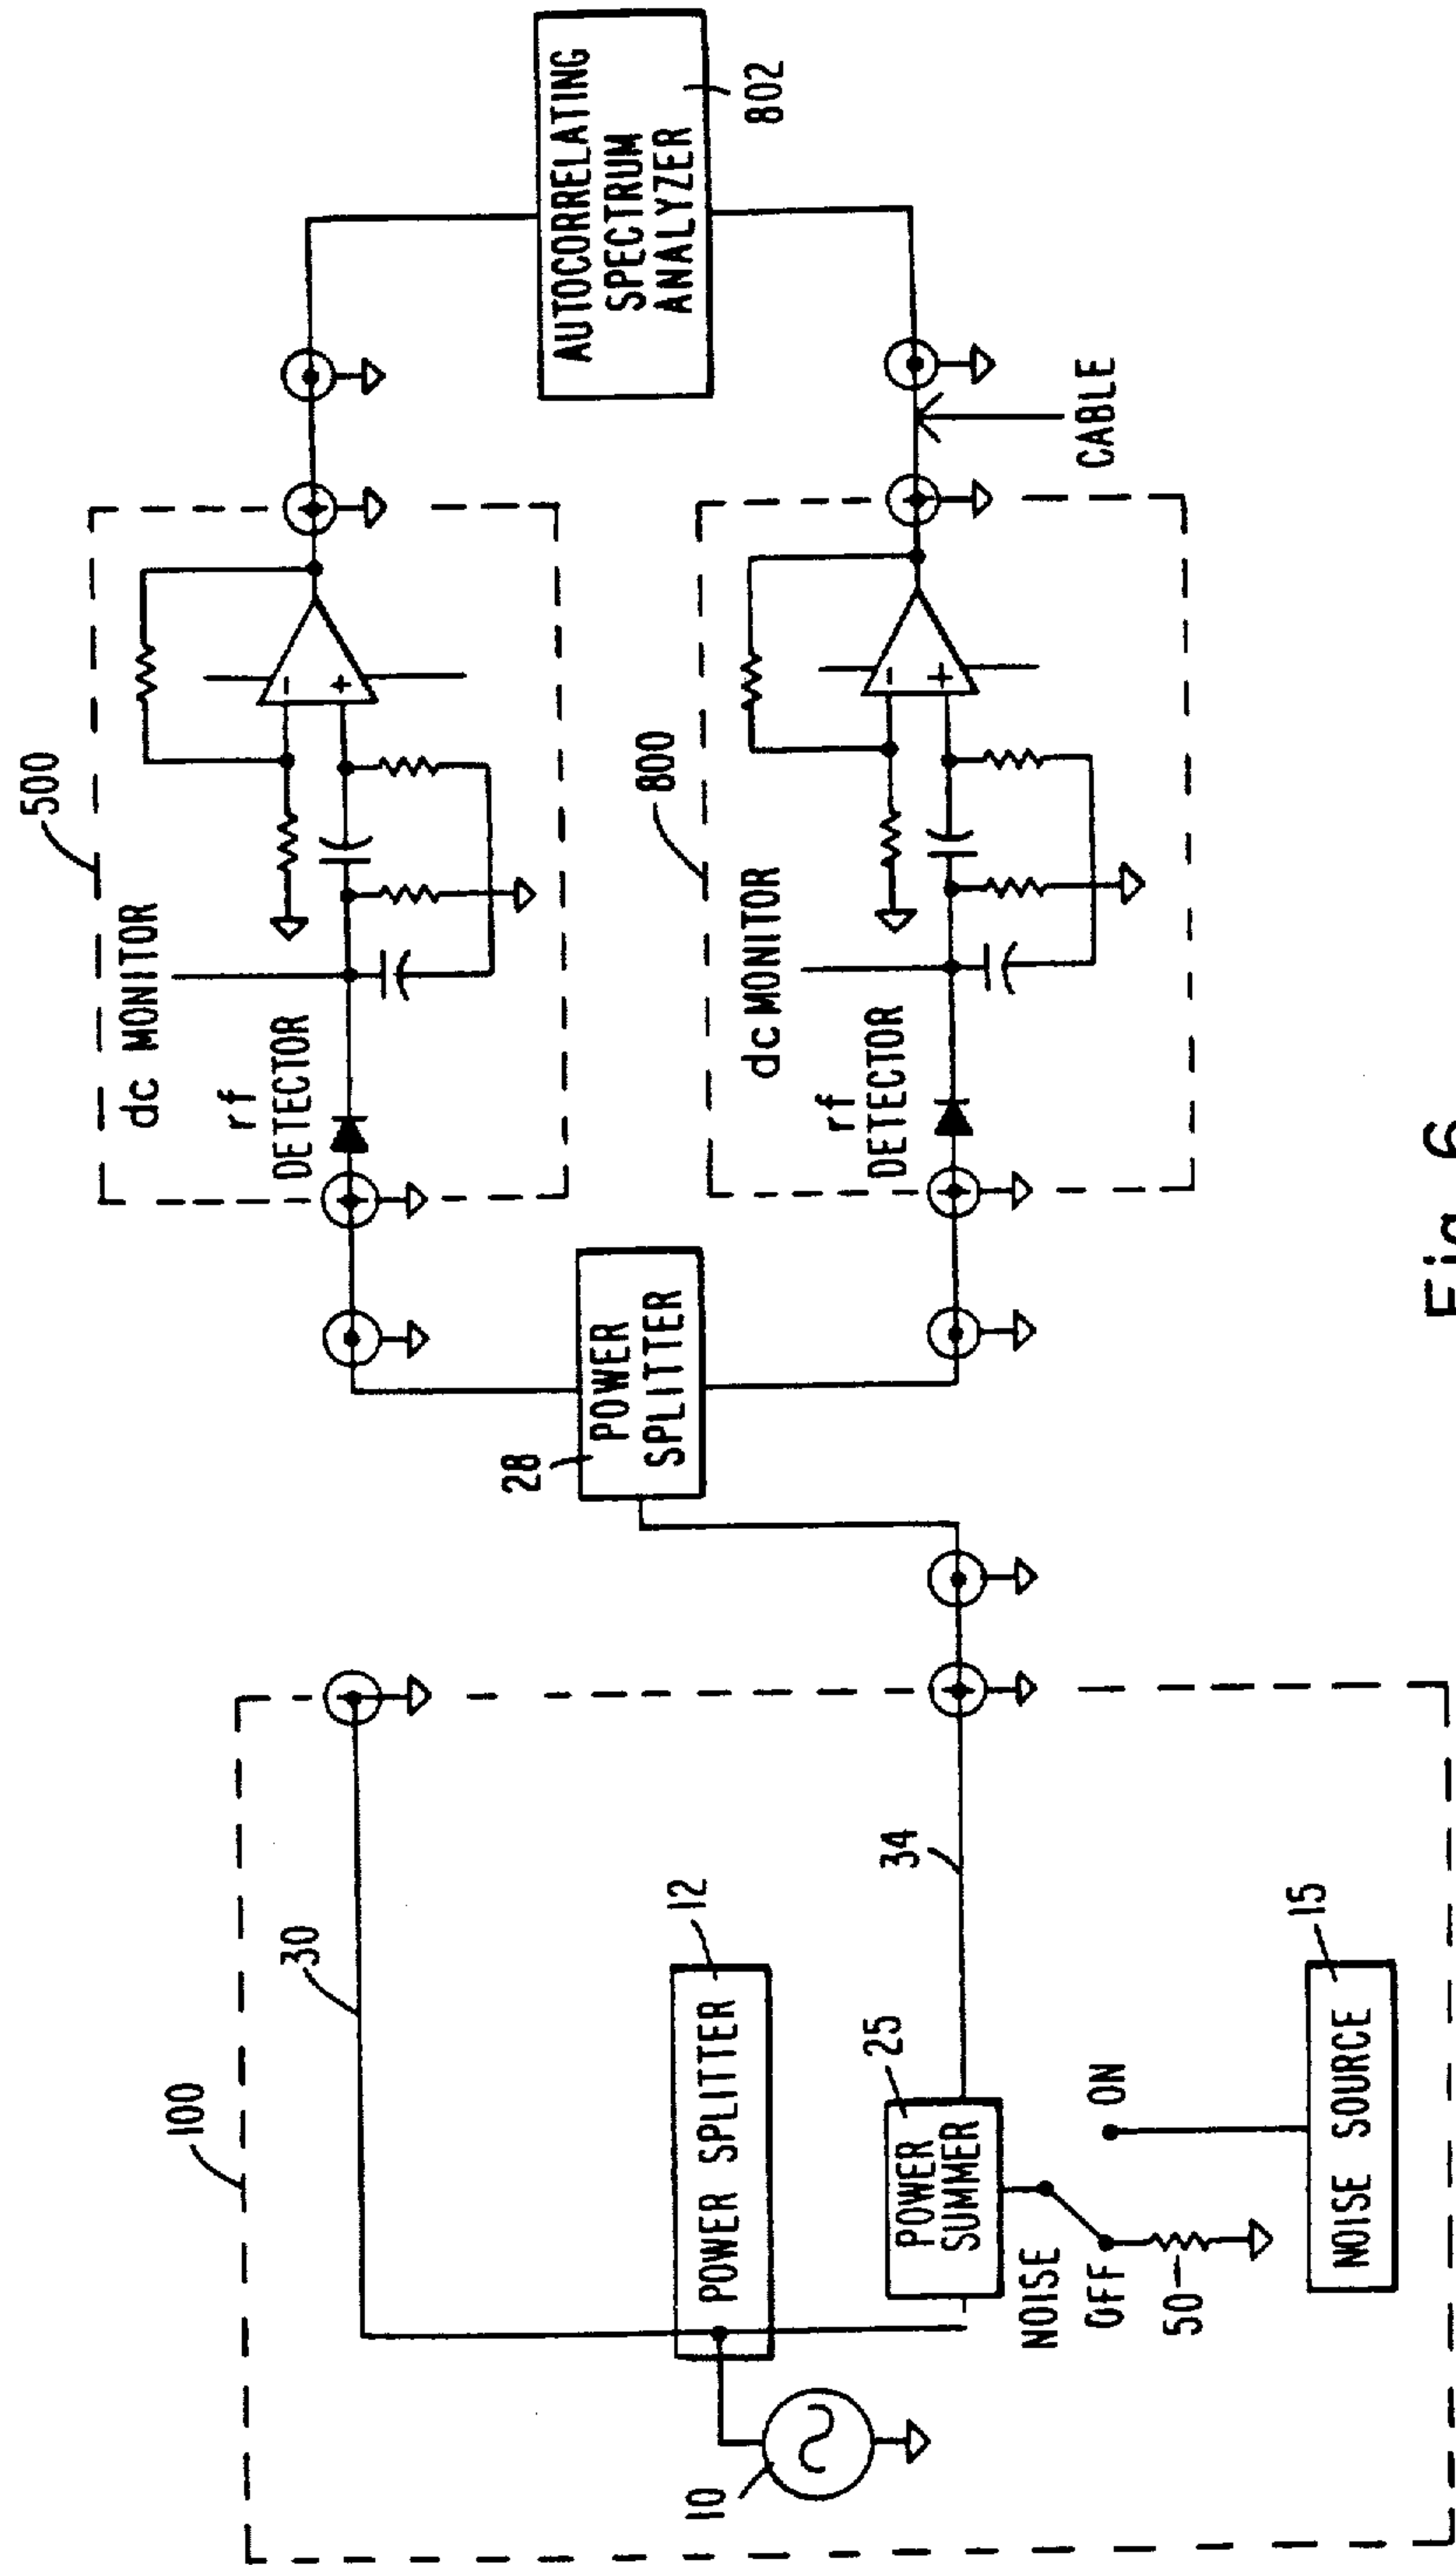 100
30
POWER SPLITTER
12
10
POWER
SUMMER
25
34
NOISE
OFF
ON
50
NOISE SOURCE
15
28
POWER
SPLITTER
500
dc MONITOR
rf
DETECTOR
800
dc MONITOR
rf
DETECTOR
AUTOCORRELATING
SPECTRUM
ANALYZER
802
CABLE
Fig. 6